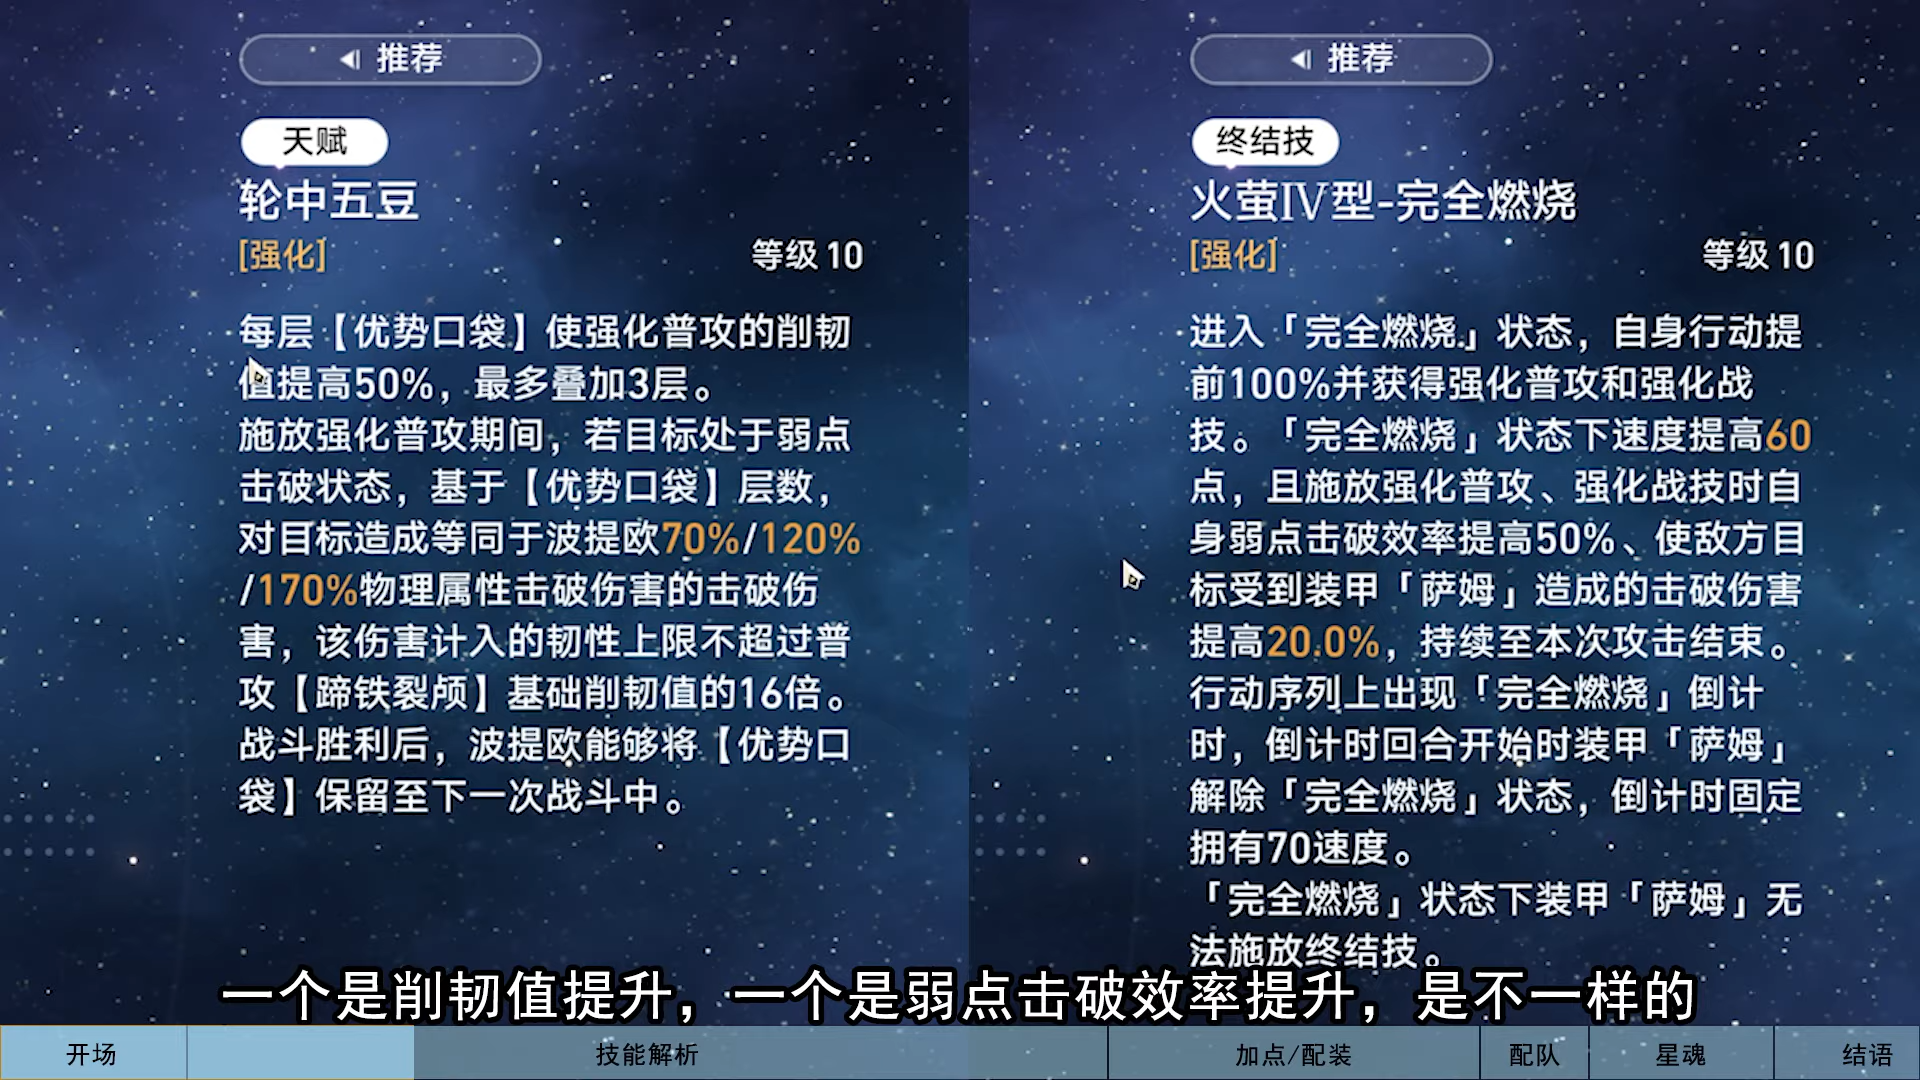 推荐
天赋
轮中五豆
[强化]
等级 10
每层【优势口袋】使强化普攻的削韧
值提高50%，最多叠加3层。
施放强化普攻期间，若目标处于弱点
击破状态，基于【优势口袋】层数，
对目标造成等同于波提欧70%/120%
/170%物理属性击破伤害的击破伤
害，该伤害计入的韧性上限不超过普
攻【蹄铁裂颅】基础削韧值的16倍。
战斗胜利后，波提欧能够将【优势口
袋】保留至下一次战斗中。
推荐
终结技
火萤Ⅳ型-完全燃烧
[强化]
等级 10
进入「完全燃烧」状态，自身行动提
前100%并获得强化普攻和强化战
技。「完全燃烧」状态下速度提高60
点，且施放强化普攻、强化战技时自
身弱点击破效率提高50%、使敌方目
标受到装甲「萨姆」造成的击破伤害
提高20.0%，持续至本次攻击结束。
行动序列上出现「完全燃烧」倒计
时，倒计时回合开始时装甲「萨姆」
解除「完全燃烧」状态，倒计时固定
拥有70速度。
「完全燃烧」状态下装甲「萨姆」无
法施放终结技。
一个是削韧值提升，一个是弱点击破效率提升，是不一样的
开场
技能解析
加点/配装
配队
星魂
结语